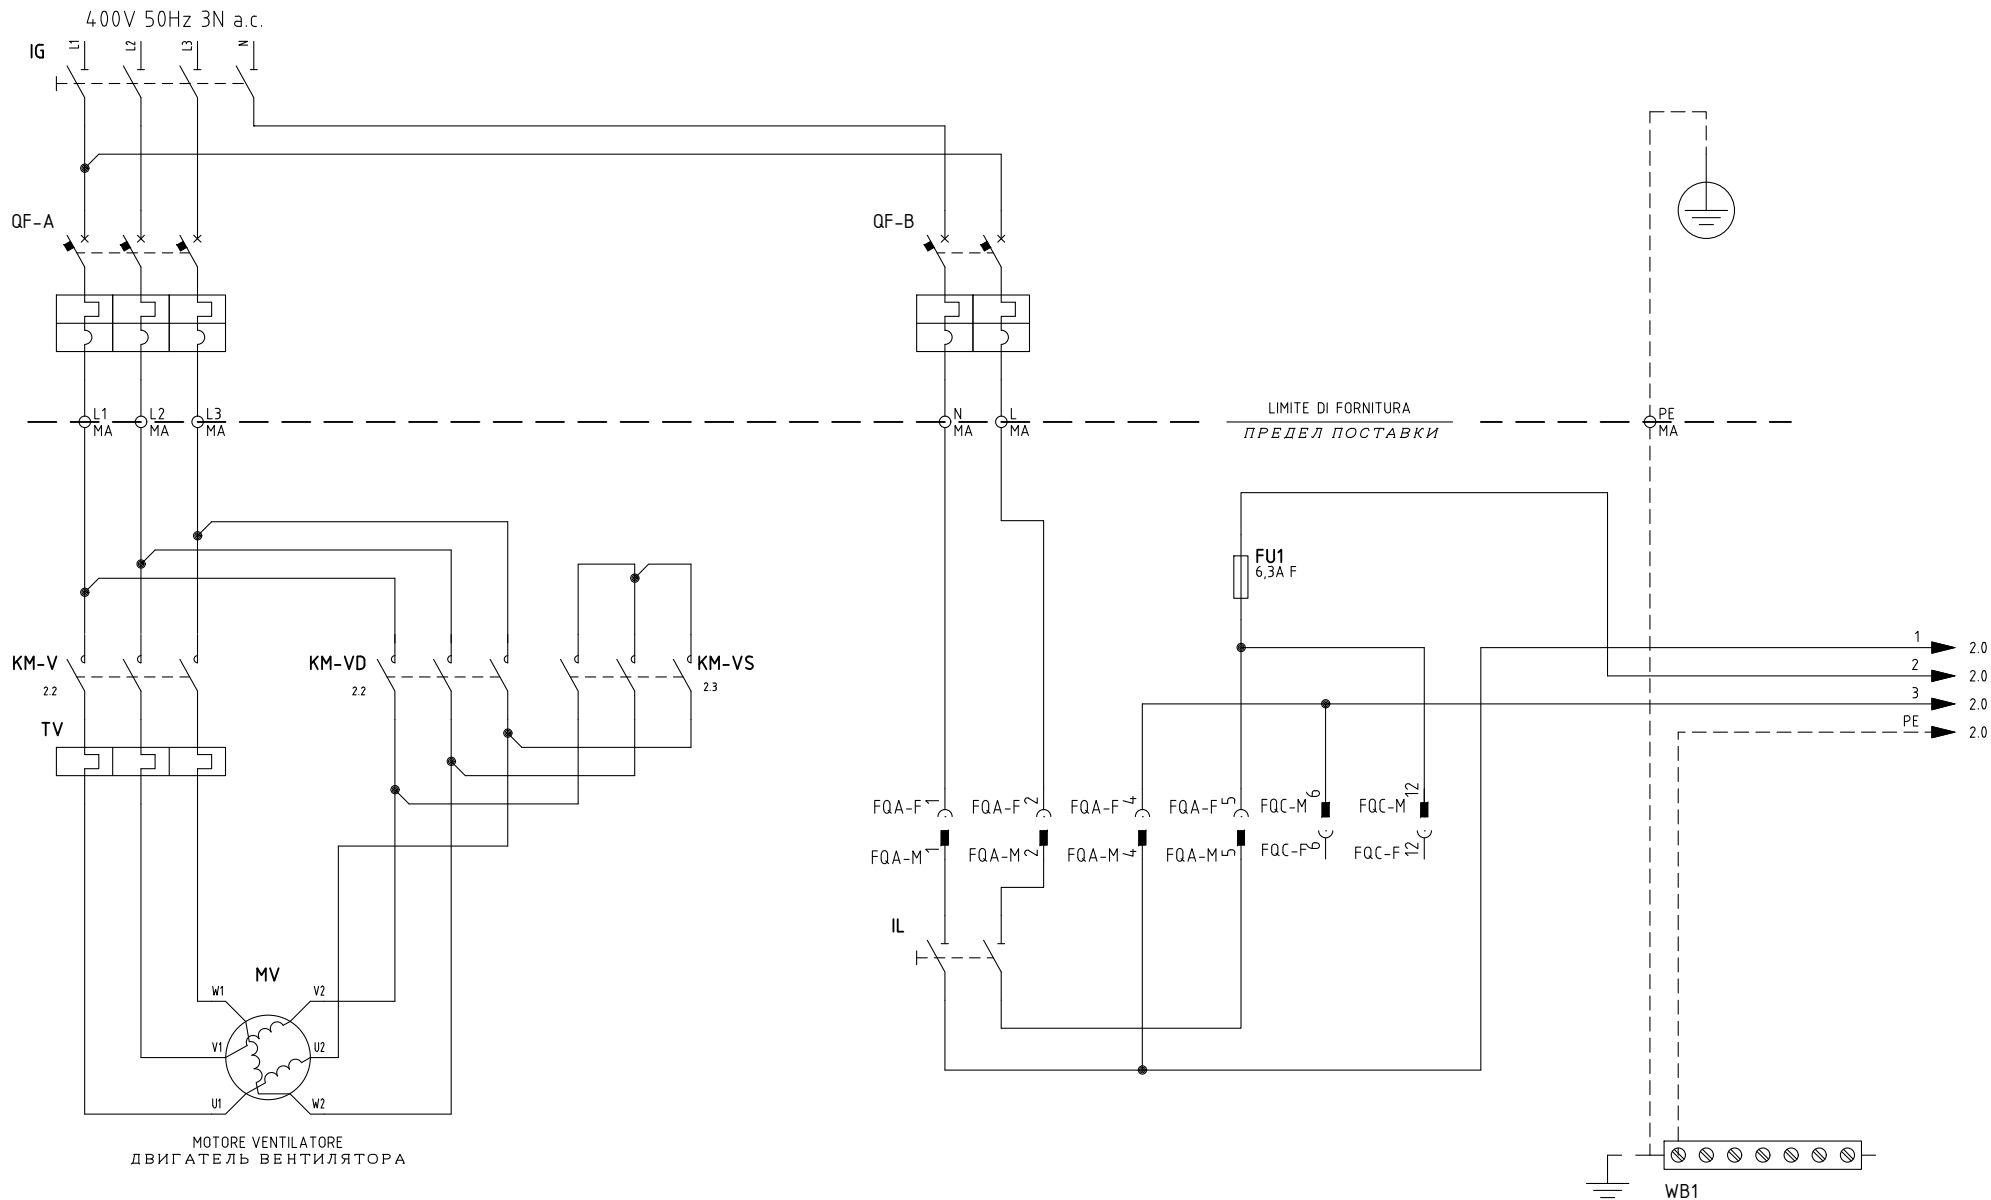 400V 50Hz 3N a.c.
IG
L1
L2
L3
N
QF-A
QF-B
L1
MA
L2
MA
L3
MA
N
MA
L
MA
LIMITE DI FORNITURA
ПРЕДЕЛ ПОСТАВКИ
PE
MA
FU1
6,3A F
1
2.0
2
2.0
3
2.0
PE
2.0
KM-V
2.2
KM-VD
2.2
KM-VS
2.3
TV
FQA-F 1
FQA-F 2
FQA-F 4
FQA-F 5
FQC-M 6
FQC-M 12
FQA-M 1
FQA-M 2
FQA-M 4
FQA-M 5
FQC-F 6
FQC-F 12
IL
MV
W1
V2
V1
U2
U1
W2
MOTORE VENTILATORE
ДВИГАТЕЛЬ ВЕНТИЛЯТОРА
WB1